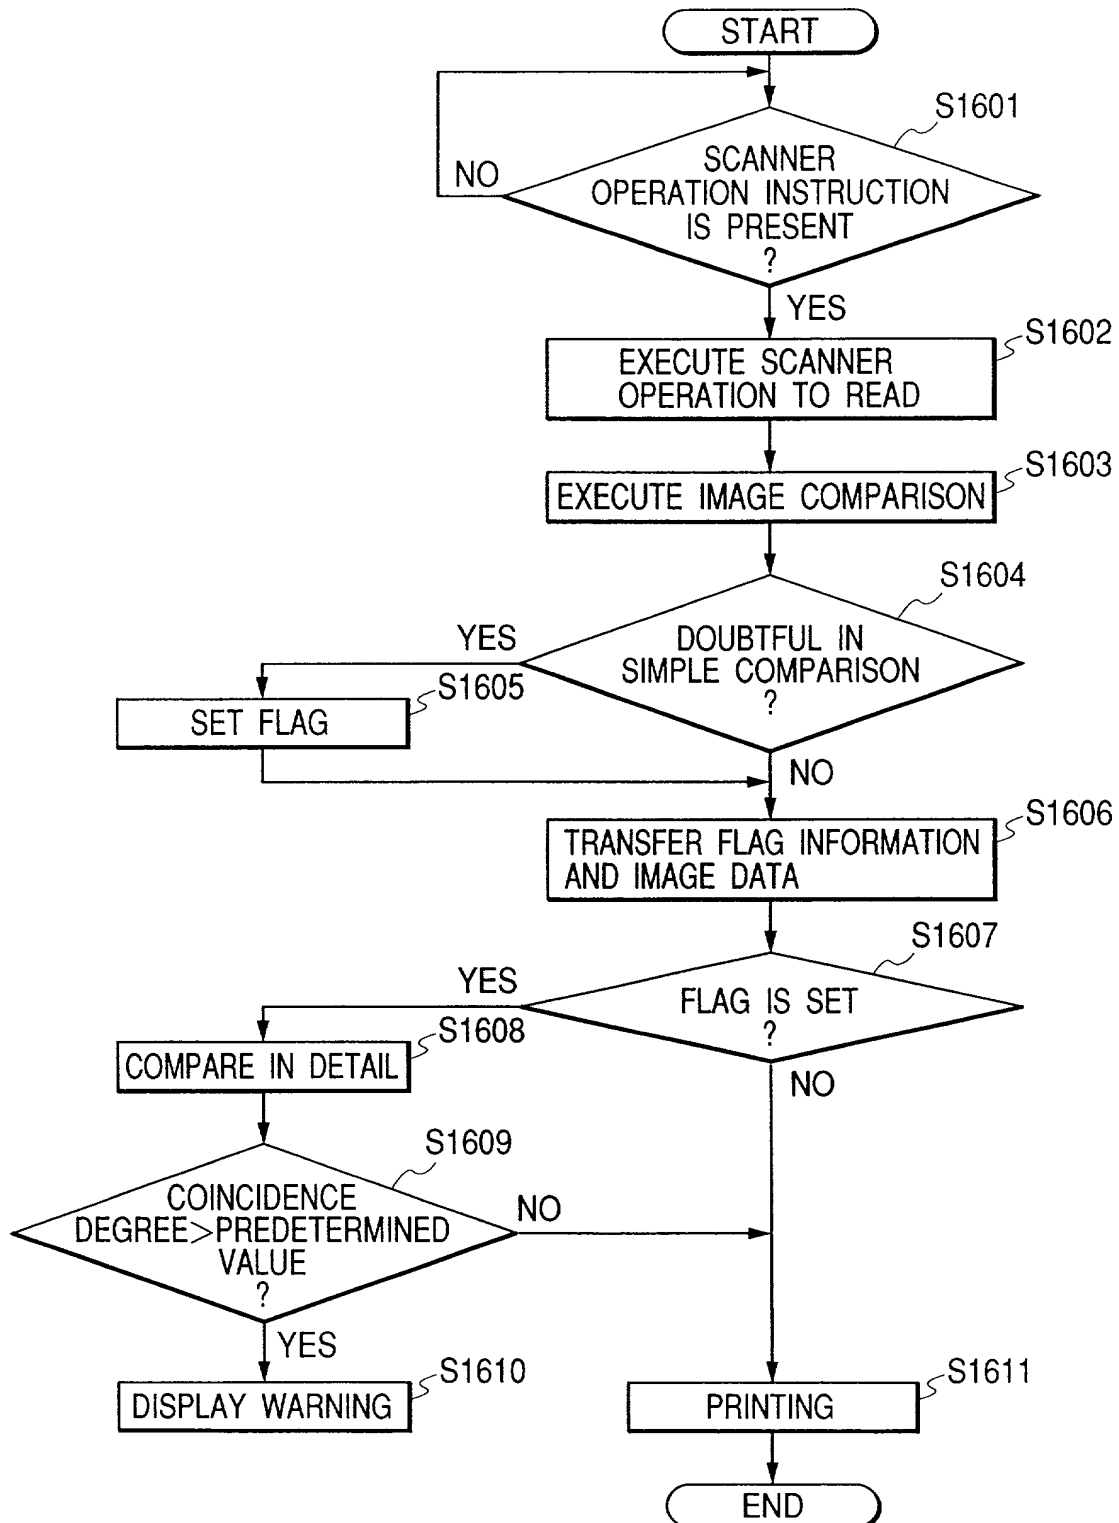 START
S1601
NO
SCANNER
OPERATION INSTRUCTION
IS PRESENT
?
YES
S1602
EXECUTE SCANNER
OPERATION TO READ
S1603
EXECUTE IMAGE COMPARISON
S1604
YES
DOUBTFUL IN
SIMPLE COMPARISON
?
S1605
SET FLAG
NO
S1606
TRANSFER FLAG INFORMATION
AND IMAGE DATA
S1607
YES
FLAG IS SET
?
S1608
COMPARE IN DETAIL
NO
S1609
COINCIDENCE
DEGREE>PREDETERMINED
VALUE
?
NO
YES
S1610
DISPLAY WARNING
S1611
PRINTING
END